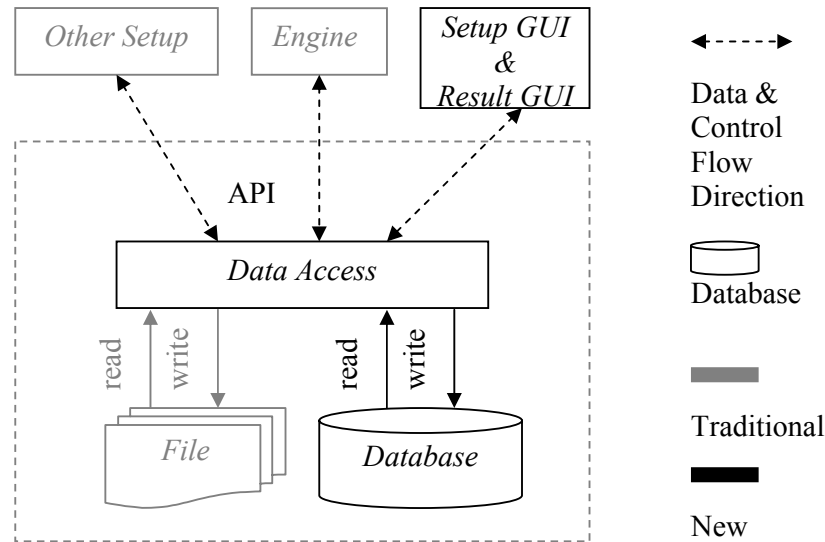 Other Setup
Engine
Setup GUI
&
Result GUI
API
Data Access
read
write
read
write
File
Database
Data &
Control
Flow
Direction
Database
Traditional
New